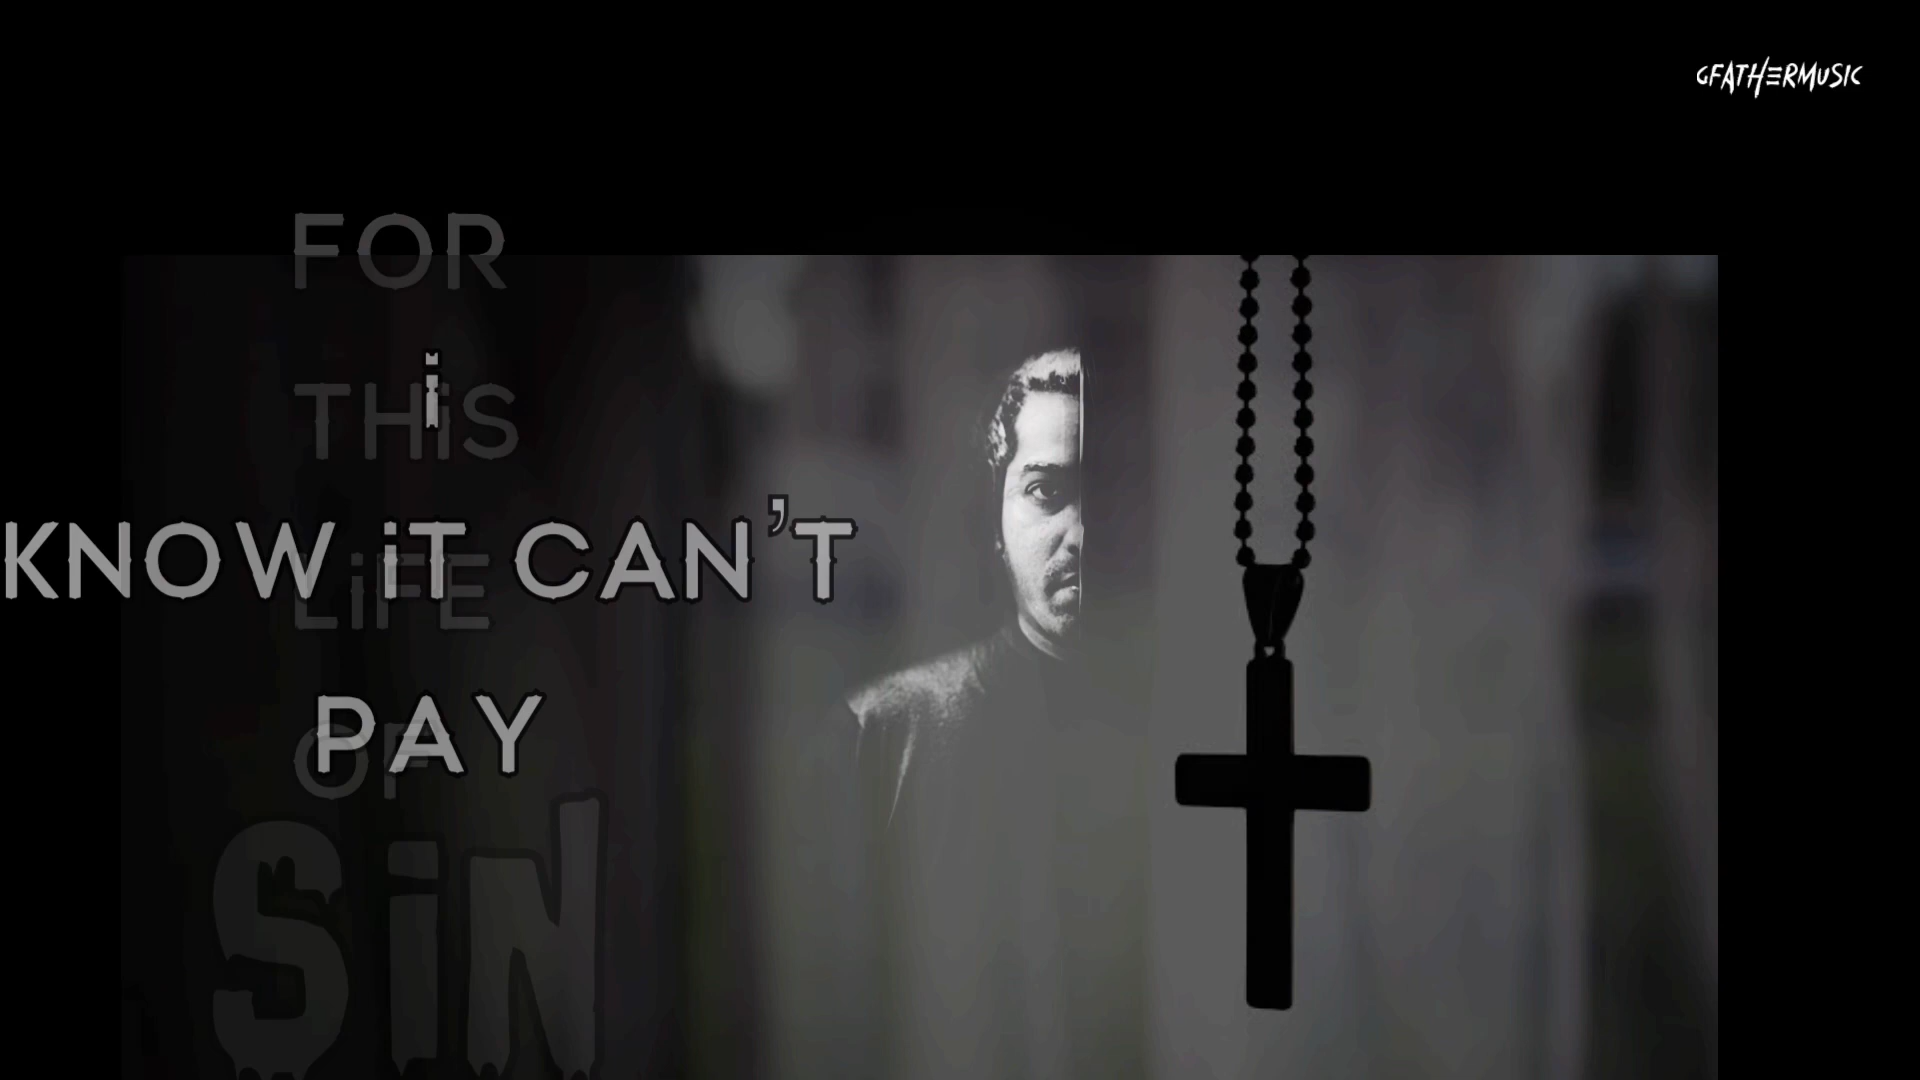 GFATHERMUSIC
FOR
THiS
LiFE
OF
SiN
i
KNOW iT CAN'T
PAY